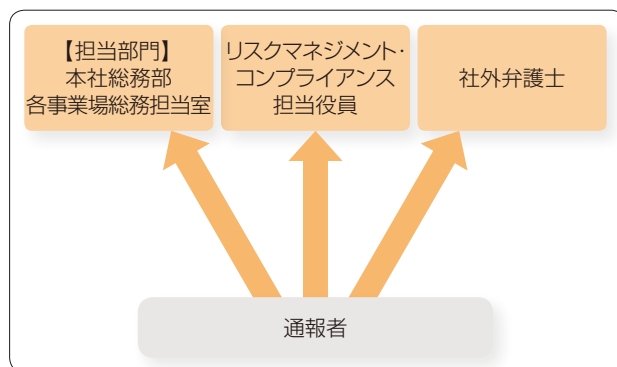 【担当部門】
本社総務部
各事業場総務担当室
リスクマネジメント・
コンプライアンス
担当役員
社外弁護士
通報者